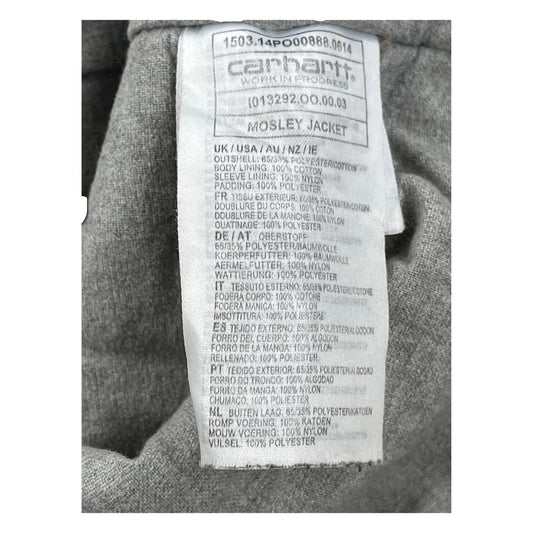 1503.14PO00888.0614
carhartt
WORK IN PROGRESS
I013292.OO.00.03
MOSLEY JACKET
UK / USA / AU / NZ / IE
OUTSHELL: 65/35% POLYESTER/COTTON
BODY LINING: 100% COTTON
SLEEVE LINING: 100% NYLON
PADDING: 100% POLYESTER
FR TISSU EXTERIEUR: 65/35% POLYESTER/COTON
DOUBLURE DU CORPS: 100% COTON
DOUBLURE DE LA MANCHE: 100% NYLON
OUATINAGE: 100% POLYESTER
DE / AT OBERSTOFF:
65/35% POLYESTER/BAUMWOLLE
KOERPERFUTTER: 100% BAUMWOLLE
AERMELFUTTER: 100% NYLON
WATTIERUNG: 100% POLYESTER
IT TESSUTO ESTERNO: 65/35% POLIESTERE/COTONE
FODERA CORPO: 100% COTONE
FODERA MANICA: 100% NYLON
IMBOTTITURA: 100% POLIESTERE
ES TEJIDO EXTERNO: 65/35% POLIESTER/ALGODON
FORRO DEL CUERPO: 100% ALGODON
FORRO DE LA MANGA: 100% NYLON
RELLENADO: 100% POLIESTER
PT TECIDO EXTERIOR: 65/35% POLIESTER/ALGODAO
FORRO DO TRONCO: 100% ALGODAO
FORRO DA MANGA: 100% NYLON
CHUMACO: 100% POLIESTER
NL BUITEN LAAG: 65/35% POLYESTER/KATOEN
ROMP VOERING: 100% KATOEN
MOUW VOERING: 100% NYLON
VULSEL: 100% POLYESTER